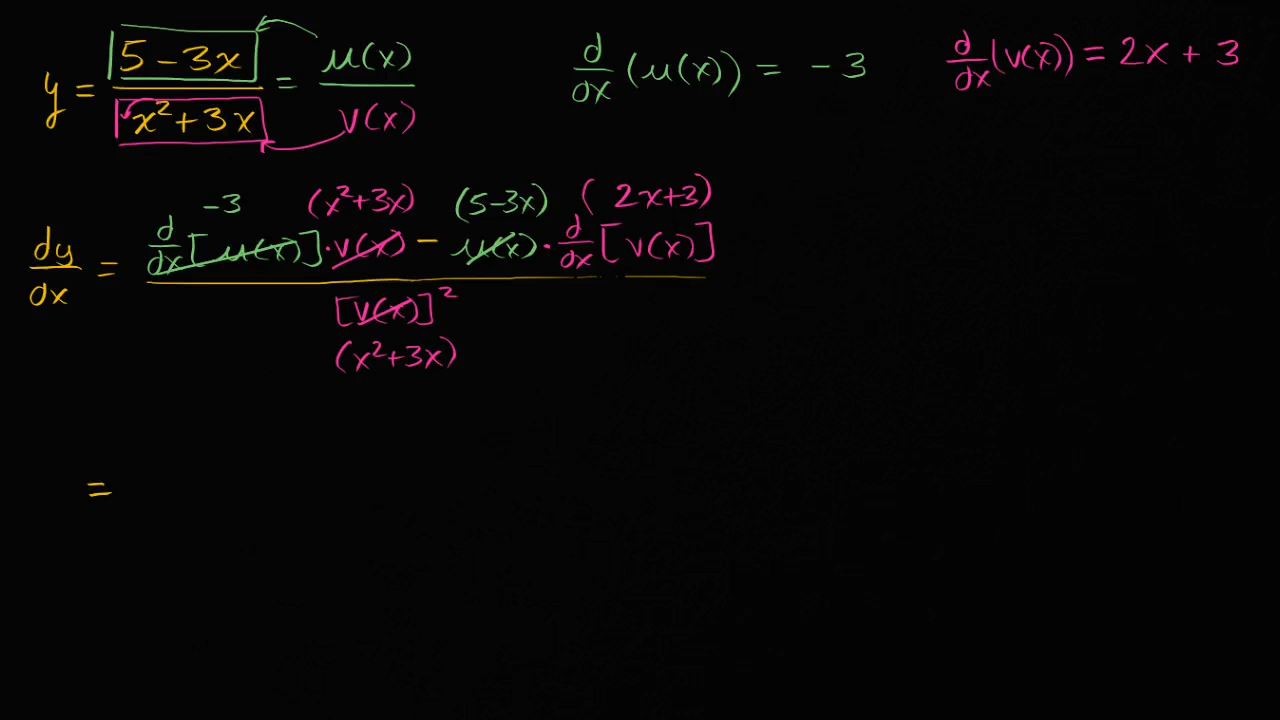 y = (5 - 3x)/(x² + 3x) = u(x)/v(x)
d/dx (u(x)) = -3
d/dx (v(x)) = 2x + 3
-3 (x²+3x) (5-3x) (2x+3)
dy/dx = (d/dx [u(x)] · v(x) - u(x) · d/dx [v(x)]) / [v(x)]²
(x²+3x)
=